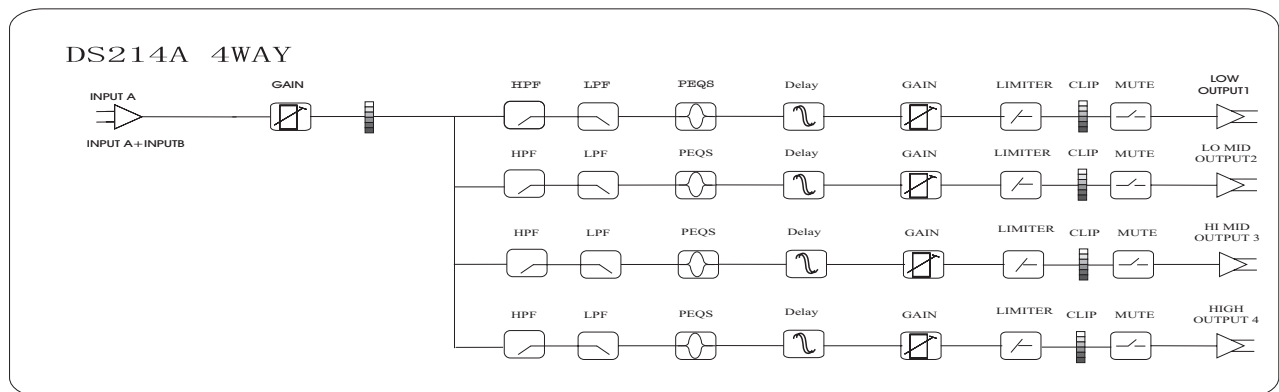 DS214A 4WAY
INPUT A
INPUT A+INPUTB
GAIN
HPF LPF PEQS Delay GAIN LIMITER CLIP MUTE LOW
OUTPUT1
HPF LPF PEQS Delay GAIN LIMITER CLIP MUTE LO MID
OUTPUT2
HPF LPF PEQS Delay GAIN LIMITER CLIP MUTE HI MID
OUTPUT 3
HPF LPF PEQS Delay GAIN LIMITER CLIP MUTE HIGH
OUTPUT 4